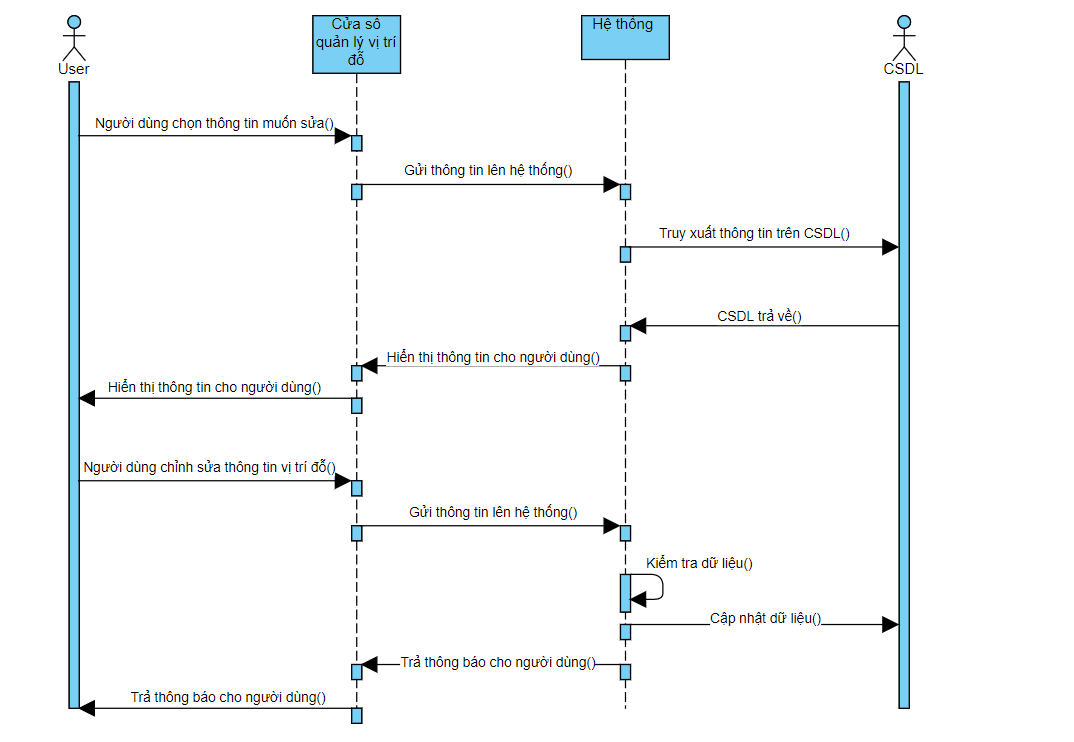 User
Cửa sổ
quản lý vị trí
đỗ
Hệ thống
CSDL
Người dùng chọn thông tin muốn sửa()
Gửi thông tin lên hệ thống()
Truy xuất thông tin trên CSDL()
CSDL trả về()
Hiển thị thông tin cho người dùng()
Hiển thị thông tin cho người dùng()
Người dùng chỉnh sửa thông tin vị trí đỗ()
Gửi thông tin lên hệ thống()
Kiểm tra dữ liệu()
Cập nhật dữ liệu()
Trả thông báo cho người dùng()
Trả thông báo cho người dùng()